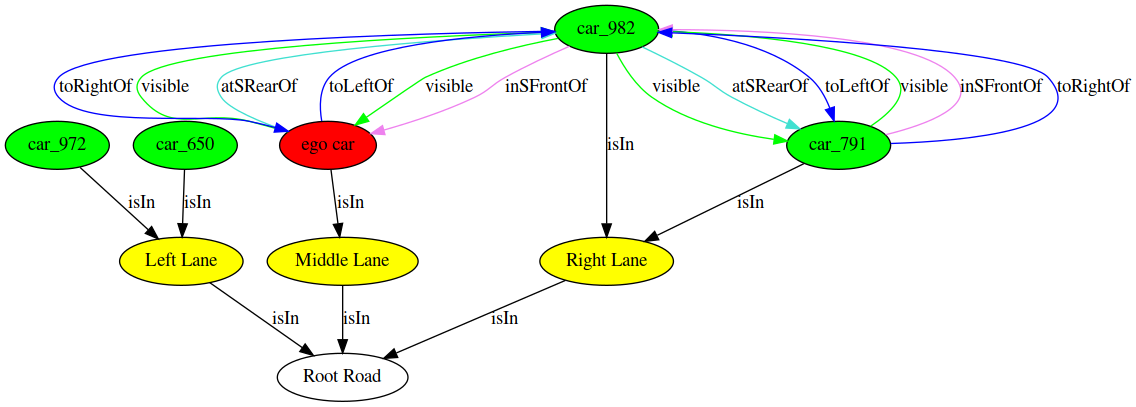 car_982
toRightOf
visible
atSRearOf
toLeftOf
visible
inSFrontOf
visible
atSRearOf
toLeftOf
visible
inSFrontOf
toRightOf
car_972
car_650
ego car
isIn
car_791
isIn
isIn
isIn
isIn
Left Lane
Middle Lane
Right Lane
isIn
isIn
isIn
Root Road